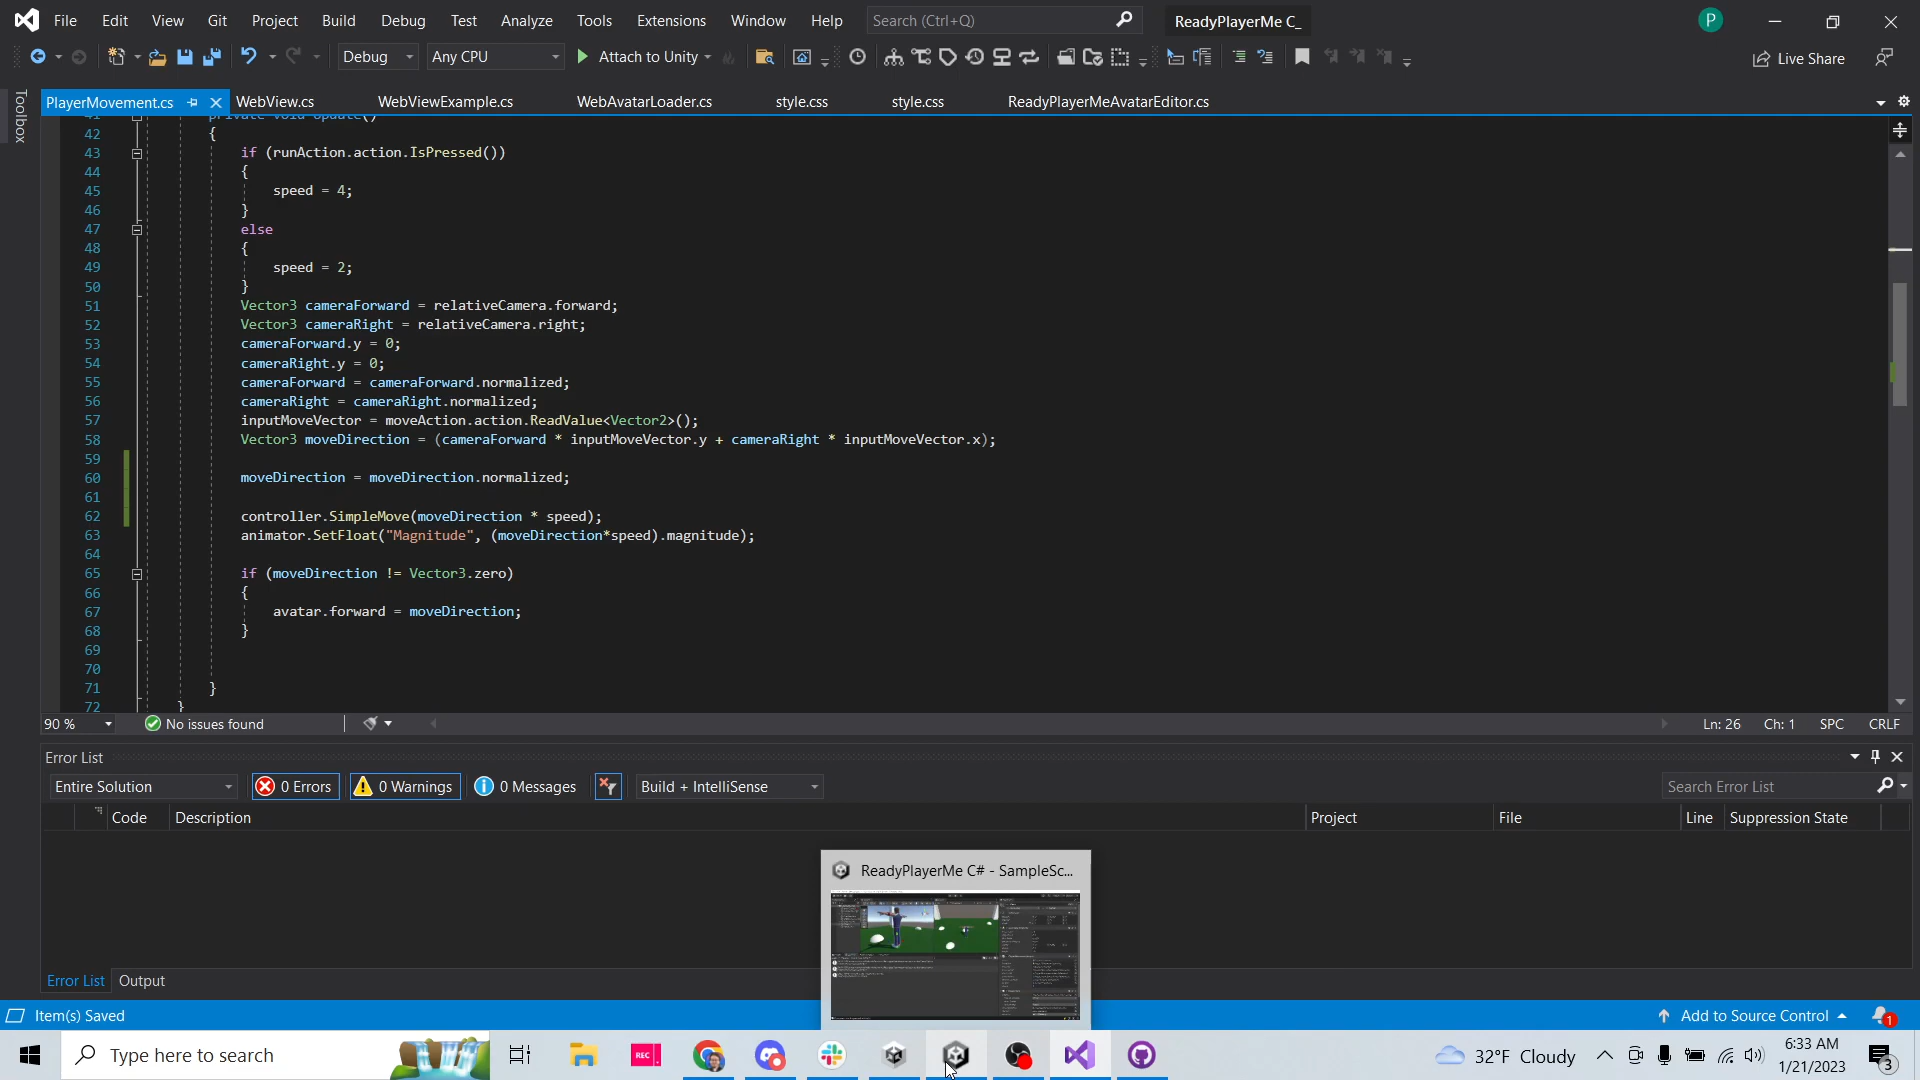 File Edit View Git Project Build Debug Test Analyze Tools Extensions Window Help Search (Ctrl+Q) ReadyPlayerMe C_ P
Debug Any CPU Attach to Unity Live Share
Toolbox
PlayerMovement.cs WebView.cs WebViewExample.cs WebAvatarLoader.cs style.css style.css ReadyPlayerMeAvatarEditor.cs
41 private void Update()
42 {
43 if (runAction.action.IsPressed())
44 {
45 speed = 4;
46 }
47 else
48 {
49 speed = 2;
50 }
51 Vector3 cameraForward = relativeCamera.forward;
52 Vector3 cameraRight = relativeCamera.right;
53 cameraForward.y = 0;
54 cameraRight.y = 0;
55 cameraForward = cameraForward.normalized;
56 cameraRight = cameraRight.normalized;
57 inputMoveVector = moveAction.action.ReadValue<Vector2>();
58 Vector3 moveDirection = (cameraForward * inputMoveVector.y + cameraRight * inputMoveVector.x);
59
60 moveDirection = moveDirection.normalized;
61
62 controller.SimpleMove(moveDirection * speed);
63 animator.SetFloat("Magnitude", (moveDirection*speed).magnitude);
64
65 if (moveDirection != Vector3.zero)
66 {
67 avatar.forward = moveDirection;
68 }
69
70
71 }
72 }
90 % No issues found Ln: 26 Ch: 1 SPC CRLF
Error List
Entire Solution 0 Errors 0 Warnings 0 Messages Build + IntelliSense Search Error List
Code Description Project File Line Suppression State
ReadyPlayerMe C# - SampleSc...
Error List Output
Item(s) Saved Add to Source Control 1
Type here to search REC 32°F Cloudy 6:33 AM
1/21/2023 3